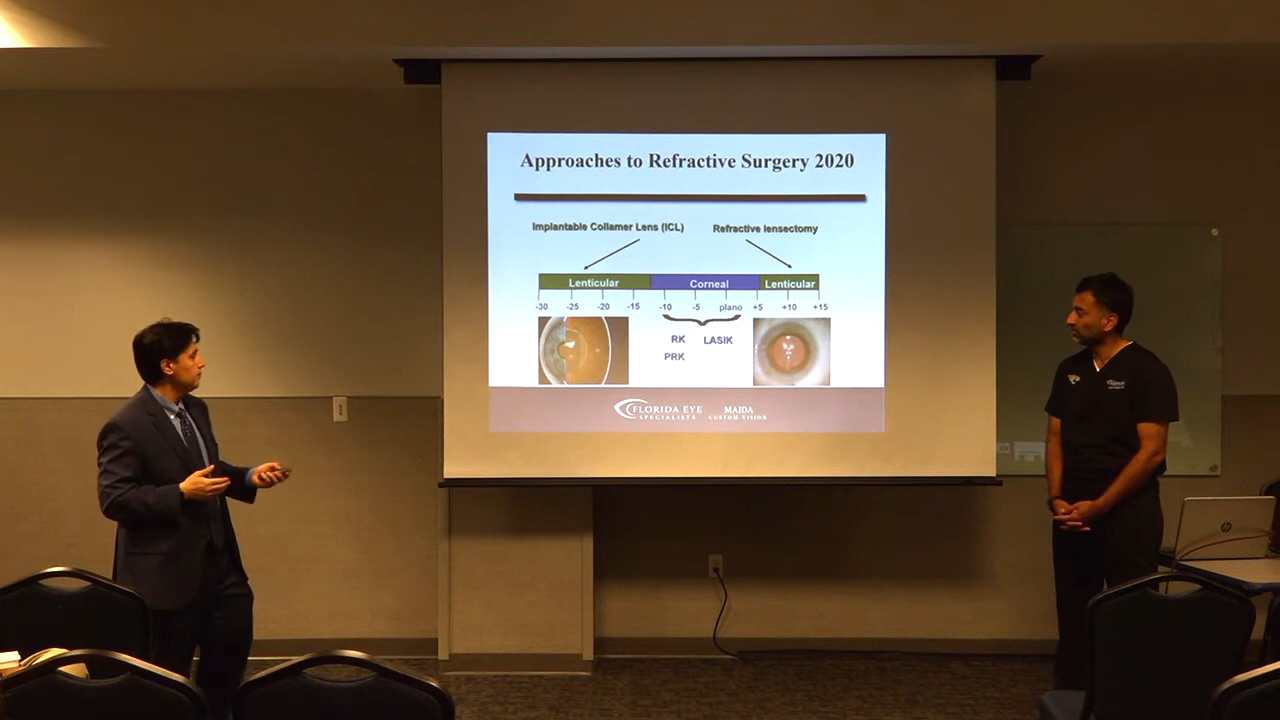 Approaches to Refractive Surgery 2020
Implantable Collamer Lens (ICL)
Refractive lensectomy
Lenticular
Corneal
Lenticular
-30 -25 -20 -15 -10 -5 plano +5 +10 +15
RK
LASIK
PRK
FLORIDA EYE
SPECIALISTS
MAIDA
CUSTOM VISION
hp